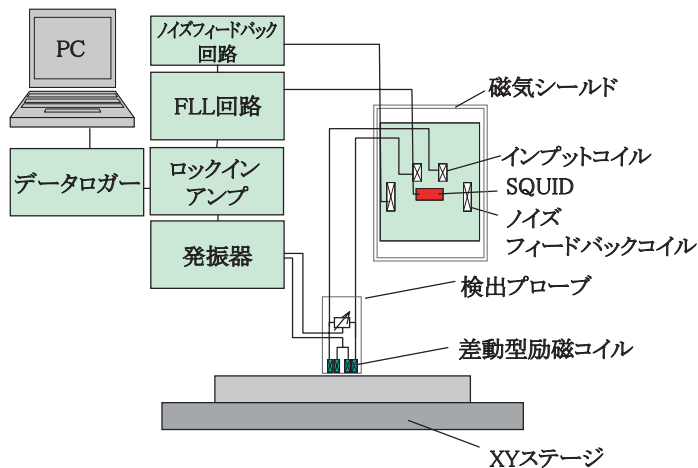 PC
ノイズフィードバック
回路
FLL回路
データロガー
ロックイン
アンプ
発振器
磁気シールド
インプットコイル
SQUID
ノイズ
フィードバックコイル
検出プローブ
差動型励磁コイル
XYステージ